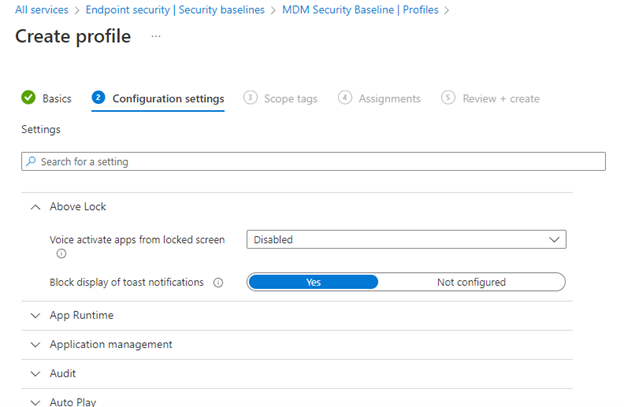 All services > Endpoint security | Security baselines > MDM Security Baseline | Profiles >
Create profile ...
Basics 2 Configuration settings 3 Scope tags 4 Assignments 5 Review + create
Settings
Search for a setting
Above Lock
Voice activate apps from locked screen Disabled
Block display of toast notifications Yes Not configured
App Runtime
Application management
Audit
Auto Play